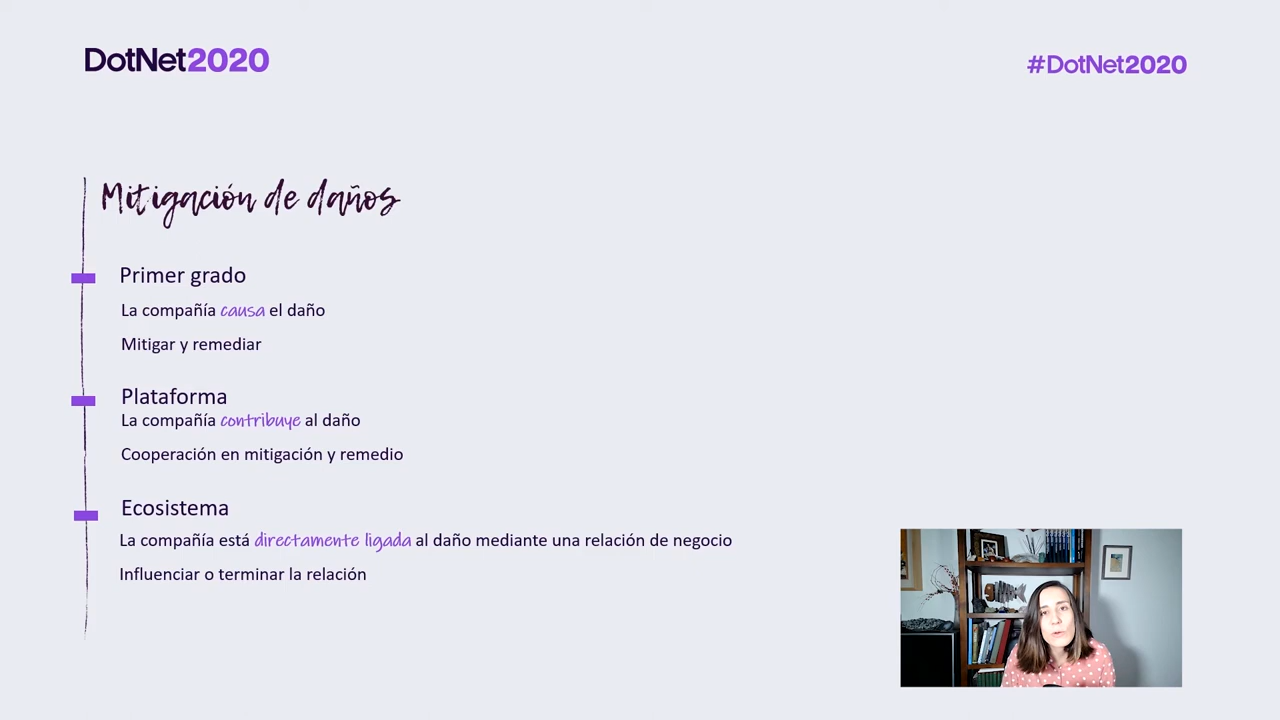 DotNet2020
#DotNet2020
Mitigación de daños
Primer grado
La compañía causa el daño
Mitigar y remediar
Plataforma
La compañía contribuye al daño
Cooperación en mitigación y remedio
Ecosistema
La compañía está directamente ligada al daño mediante una relación de negocio
Influenciar o terminar la relación